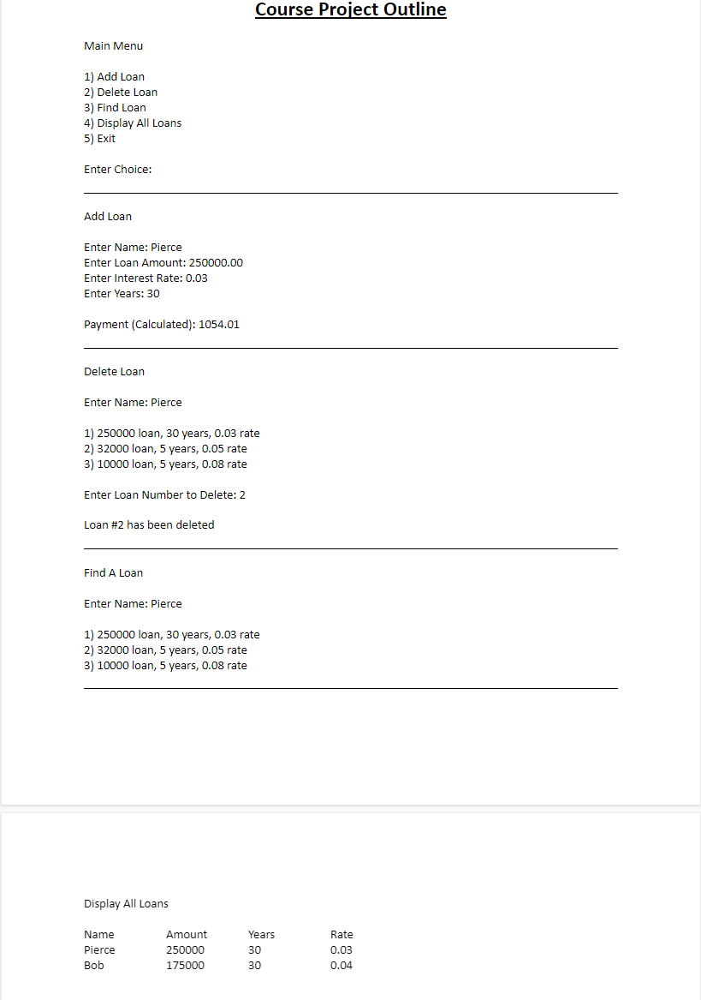 Course Project Outline
Main Menu
1) Add Loan
2) Delete Loan
3) Find Loan
4) Display All Loans
5) Exit
Enter Choice:
Add Loan
Enter Name: Pierce
Enter Loan Amount: 250000.00
Enter Interest Rate: 0.03
Enter Years: 30
Payment (Calculated): 1054.01
Delete Loan
Enter Name: Pierce
1) 250000 loan, 30 years, 0.03 rate
2) 32000 loan, 5 years, 0.05 rate
3) 10000 loan, 5 years, 0.08 rate
Enter Loan Number to Delete: 2
Loan #2 has been deleted
Find A Loan
Enter Name: Pierce
1) 250000 loan, 30 years, 0.03 rate
2) 32000 loan, 5 years, 0.05 rate
3) 10000 loan, 5 years, 0.08 rate
Display All Loans
Name Amount Years Rate
Pierce 250000 30 0.03
Bob 175000 30 0.04